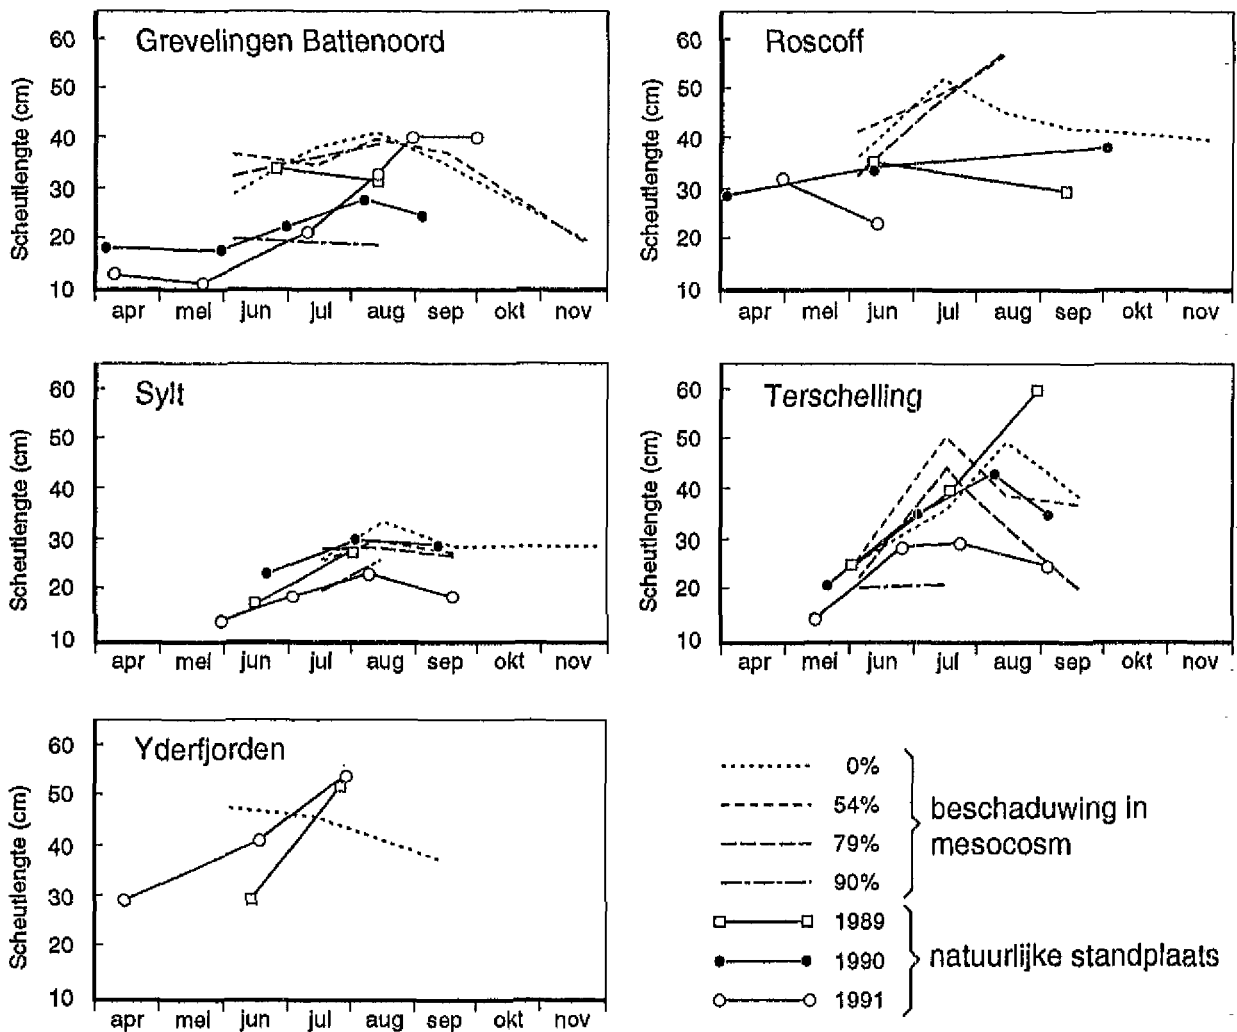 Grevelingen Battenoord
Scheutlengte (cm)
60
50
40
30
20
10
apr mei jun jul aug sep okt nov
Roscoff
Scheutlengte (cm)
60
50
40
30
20
10
apr mei jun jul aug sep okt nov
Sylt
Scheutlengte (cm)
60
50
40
30
20
10
apr mei jun jul aug sep okt nov
Terschelling
Scheutlengte (cm)
60
50
40
30
20
10
apr mei jun jul aug sep okt nov
Yderfjorden
Scheutlengte (cm)
60
50
40
30
20
10
apr mei jun jul aug sep okt nov
0%
54%
79%
90%
beschaduwing in
mesocosm
1989
1990
1991
natuurlijke standplaats